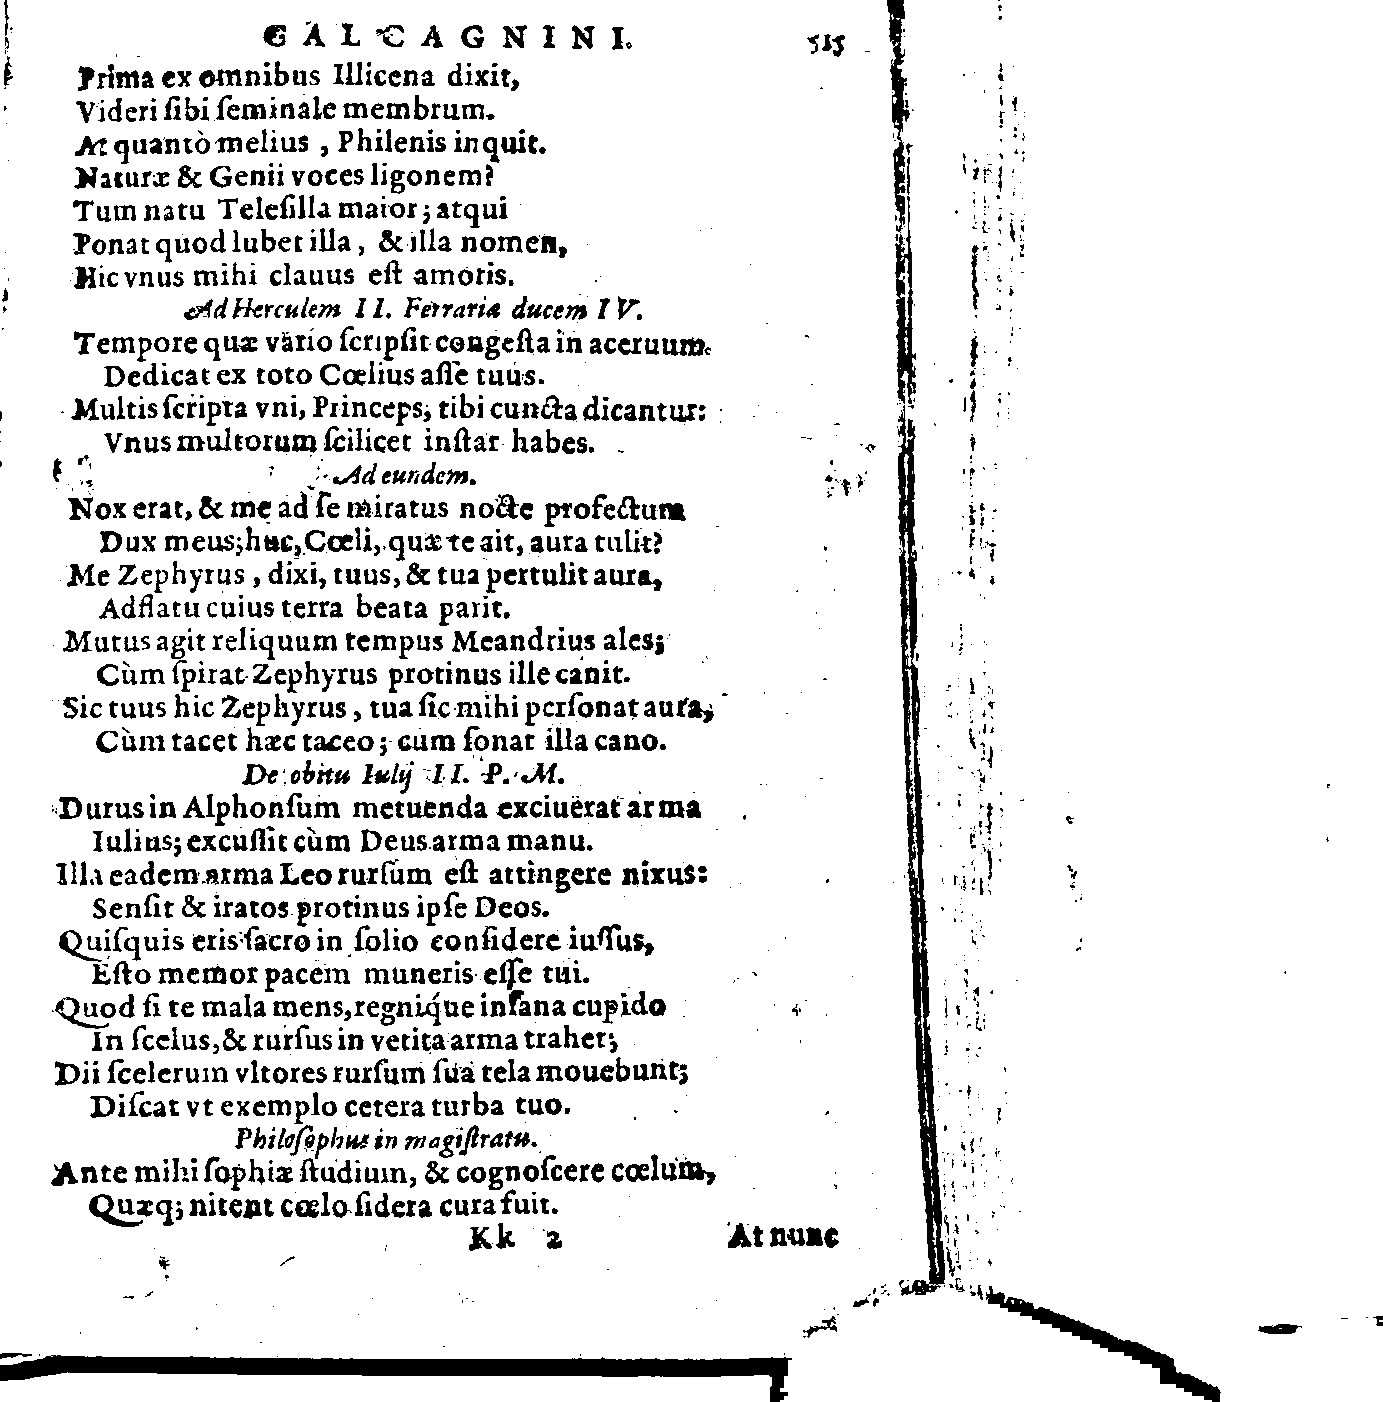 CALCAGNINI. 515
Prima ex omnibus Illicena dixit,
Videri ſibi ſeminale membrum.
At quantò melius, Philenis inquit.
Naturæ & Genii voces ligonem?
Tum natu Teleſilla maior; atqui
Ponat quod lubet illa, & illa nomen,
Hic vnus mihi clauus eſt amoris.
Ad Herculem II. Ferraria ducem IV.
Tempore quæ vario ſcripſit congeſta in aceruum.
Dedicat ex toto Cœlius aſſe tuus.
Multis ſcripta vni, Princeps, tibi cuncta dicantur:
Vnus multorum ſcilicet inſtar habes.
Ad eundem.
Nox erat, & me ad ſe miratus nocte profectum
Dux meus; huc, Cœli, quæ te ait, aura tulit?
Me Zephyrus, dixi, tuus, & tua pertulit aura,
Adflatu cuius terra beata parit.
Mutus agit reliquum tempus Meandrius ales;
Cùm ſpirat Zephyrus protinus ille canit.
Sic tuus hic Zephyrus, tua ſic mihi perſonat aura,
Cùm tacet hæc taceo; cum ſonat illa cano.
De obitu Iulij II. P. M.
Durus in Alphonſum metuenda exciuerat arma
Iulius; excuſſit cùm Deus arma manu.
Illa eadem arma Leo rurſum eſt attingere nixus:
Senſit & iratos protinus ipſe Deos.
Quiſquis eris ſacro in ſolio conſidere iuſſus,
Eſto memor pacem muneris eſſe tui.
Quod ſi te mala mens, regniq́ue inſana cupido
In ſcelus, & rurſus in vetita arma trahet;
Dii ſcelerum vltores rurſum ſua tela mouebunt;
Diſcat vt exemplo cetera turba tuo.
Philoſophus in magiſtratu.
Ante mihi ſophiæ ſtudium, & cognoſcere cœlum,
Quæq; nitent cœlo ſidera cura fuit.
Kk 2 At nunc